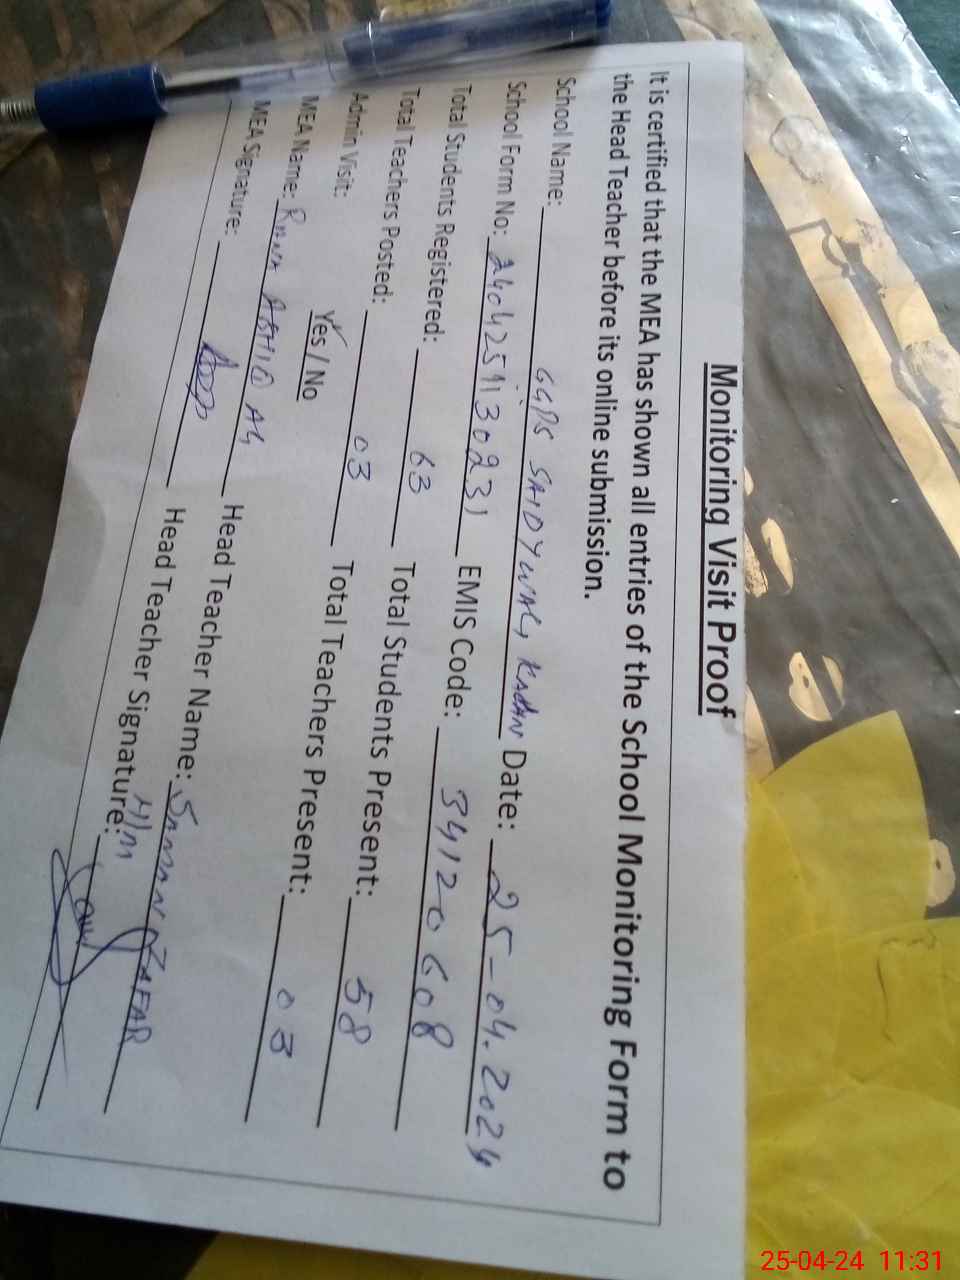 Monitoring Visit Proof
It is certified that the MEA has shown all entries of the School Monitoring Form to
the Head Teacher before its online submission.
School Name: GGPS SAIDYWAL, Date: 25-04.2024
School Form No: EMIS Code: 34120608
Total Students Registered: 63 Total Students Present: 58
Total Teachers Posted: 03 Total Teachers Present: 03
Admin Visit: Yes / No
MEA Name: Head Teacher Name: ZAFAR
MEA Signature: Head Teacher Signature: H/M
25-04-24 11:31